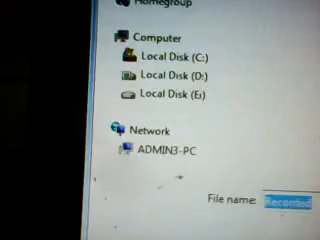 Homegroup
Computer
Local Disk (C:)
Local Disk (D:)
Local Disk (E:)
Network
ADMIN3-PC
File name: Recorded